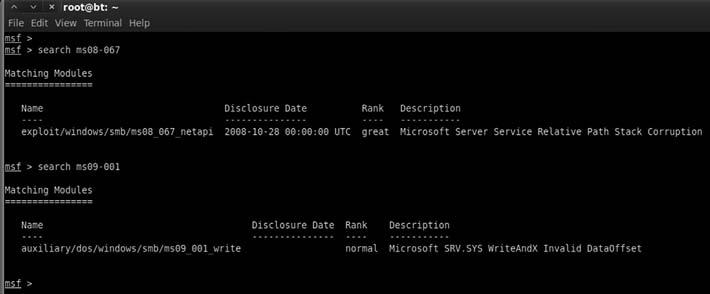 root@bt: ~
File Edit View Terminal Help
msf >
msf > search ms08-067
Matching Modules
================
Name Disclosure Date Rank Description
---- --------------- ---- -----------
exploit/windows/smb/ms08_067_netapi 2008-10-28 00:00:00 UTC great Microsoft Server Service Relative Path Stack Corruption
msf > search ms09-001
Matching Modules
================
Name Disclosure Date Rank Description
---- --------------- ---- -----------
auxiliary/dos/windows/smb/ms09_001_write normal Microsoft SRV.SYS WriteAndX Invalid DataOffset
msf >